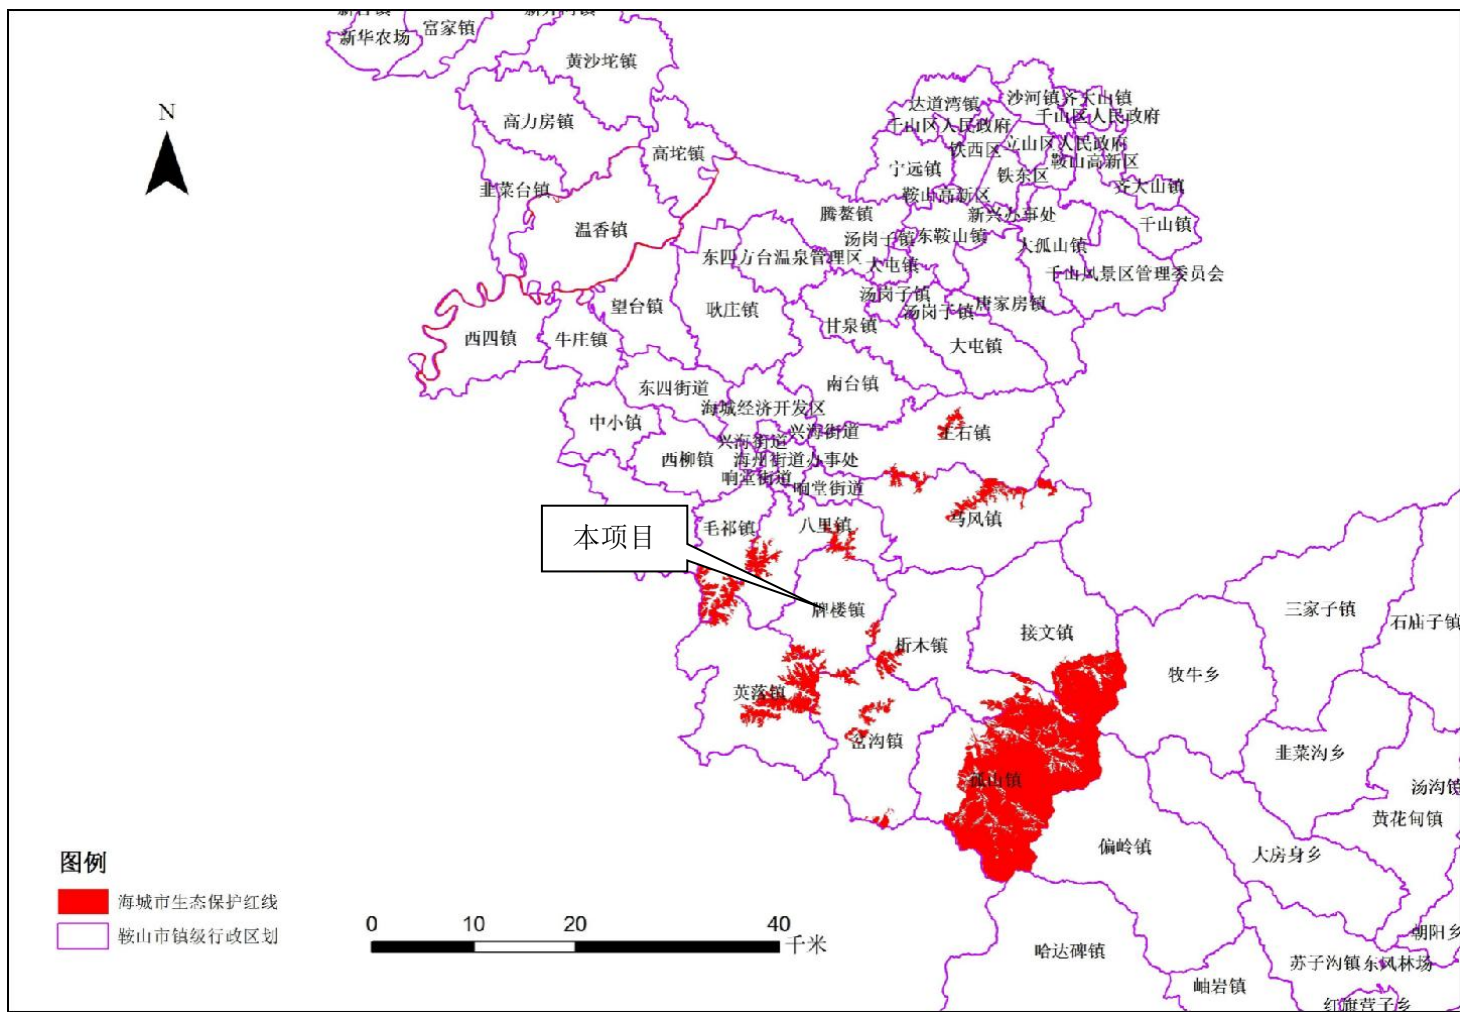 富家镇
新华农场
黄沙坨镇
N
高力房镇
高坨镇
韭菜台镇
温香镇
达道湾镇
沙河镇
齐大山镇
千山区人民政府
千山区人民政府
铁西区
立山区人民政府
宁远镇
鞍山高新区
铁东区
齐大山镇
鞍山高新区
腾鳌镇
新兴办事处
千山镇
汤岗子镇
东鞍山镇
大孤山镇
东四方台温泉管理区
大屯镇
千山风景区管理委员会
汤岗子镇
汤岗子镇
唐家房镇
望台镇
耿庄镇
甘泉镇
西四镇
牛庄镇
大屯镇
东四街道
南台镇
海城经济开发区
中小镇
兴海街道
兴海街道
王石镇
西柳镇
海州街道办事处
响堂街道
响堂街道
毛祁镇
八里镇
马风镇
本项目
牌楼镇
析木镇
接文镇
三家子镇
石庙子镇
牧牛乡
英落镇
岔沟镇
孤山镇
韭菜沟乡
汤沟镇
黄花甸镇
偏岭镇
大房身乡
图例
海城市生态保护红线
鞍山市镇级行政区划
0 10 20 40
千米
哈达碑镇
朝阳乡
苏子沟镇
东风林场
岫岩镇
红旗营子乡